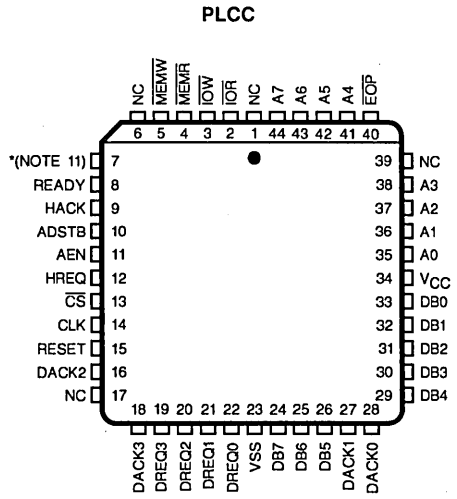 PLCC
NC MEMW MEMR IOW IOR NC A7 A6 A5 A4 EOP
6 5 4 3 2 1 44 43 42 41 40
*(NOTE 11) 7 39 NC
READY 8 38 A3
HACK 9 37 A2
ADSTB 10 36 A1
AEN 11 35 A0
HREQ 12 34 VCC
CS 13 33 DB0
CLK 14 32 DB1
RESET 15 31 DB2
DACK2 16 30 DB3
NC 17 29 DB4
18 19 20 21 22 23 24 25 26 27 28
DACK3 DREQ3 DREQ2 DREQ1 DREQ0 VSS DB7 DB6 DB5 DACK1 DACK0